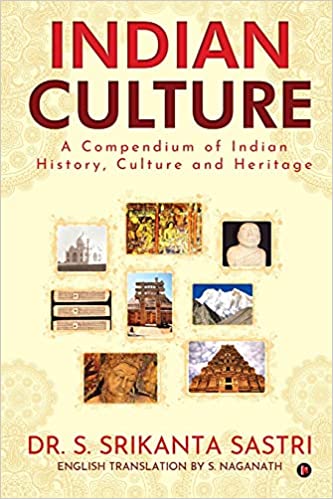 INDIAN
CULTURE
A Compendium of Indian
History, Culture and Heritage
DR. S. SRIKANTA SASTRI
ENGLISH TRANSLATION BY S. NAGANATH